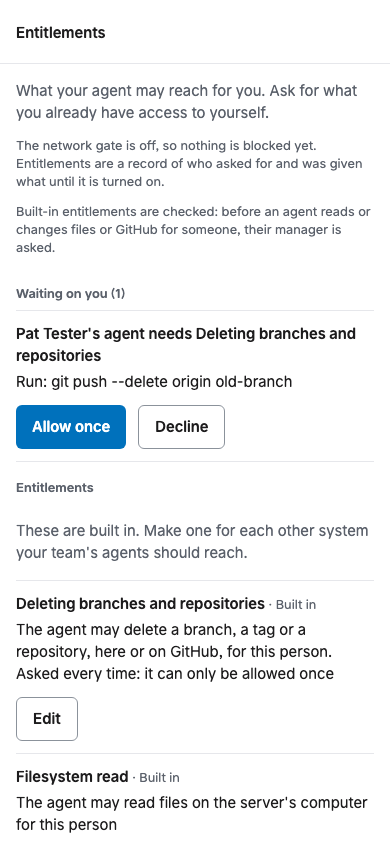 Entitlements
What your agent may reach for you. Ask for what
you already have access to yourself.
The network gate is off, so nothing is blocked yet.
Entitlements are a record of who asked for and was given
what until it is turned on.
Built-in entitlements are checked: before an agent reads or
changes files or GitHub for someone, their manager is
asked.
Waiting on you (1)
Pat Tester's agent needs Deleting branches and
repositories
Run: git push --delete origin old-branch
Allow once
Decline
Entitlements
These are built in. Make one for each other system
your team's agents should reach.
Deleting branches and repositories · Built in
The agent may delete a branch, a tag or a
repository, here or on GitHub, for this person.
Asked every time: it can only be allowed once
Edit
Filesystem read · Built in
The agent may read files on the server's computer
for this person